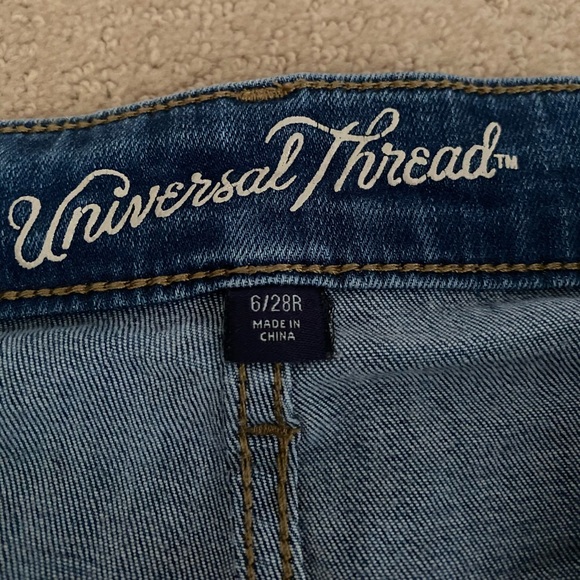 Universal Thread™
6/28R
MADE IN
CHINA